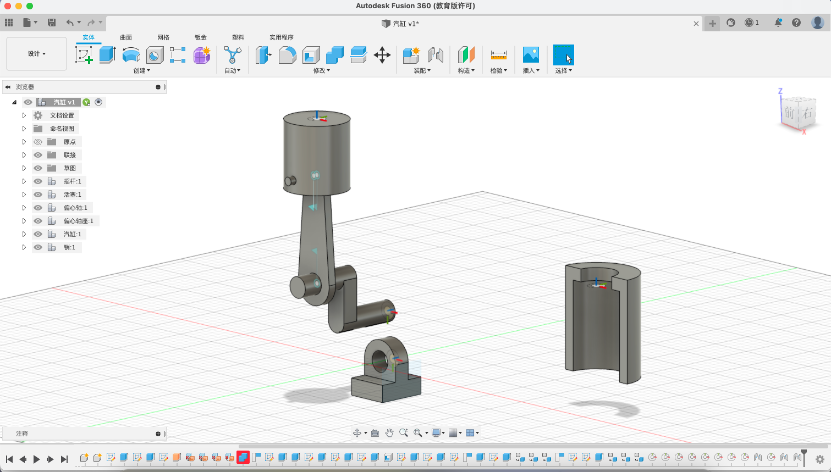 Autodesk Fusion 360 (教育版许可)
汽缸 v1*
1
设计
实体 曲面 网格 钣金 塑料 实用程序
创建 自动 修改 装配 构造 检验 插入 选择
浏览器
汽缸 v1
文档设置
命名视图
原点
联接
草图
连杆:1
活塞:1
偏心轴:1
偏心轴座:1
汽缸:1
销:1
Z
前
右
X
注释